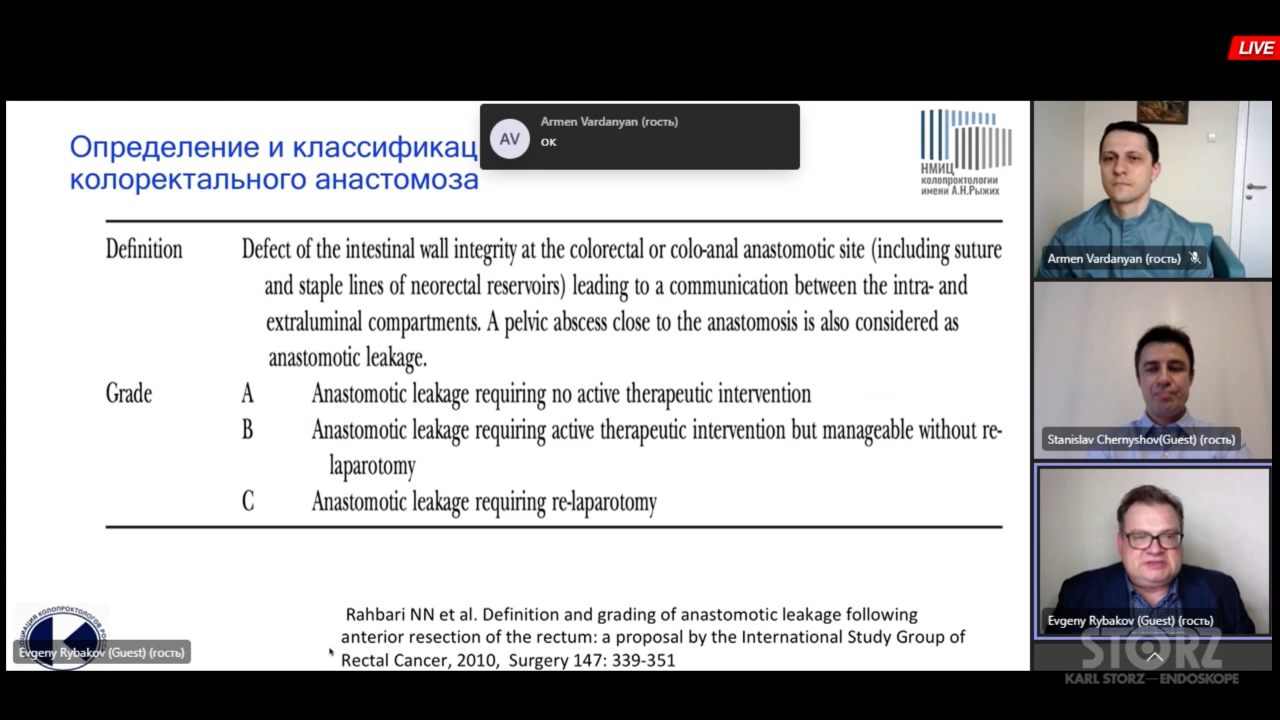 LIVE
Определение и классификац
колоректального анастомоза
AV
Armen Vardanyan (гость)
ок
НМИЦ
колопроктологии
имени А.Н.Рыжих
Definition
Defect of the intestinal wall integrity at the colorectal or colo-anal anastomotic site (including suture
and staple lines of neorectal reservoirs) leading to a communication between the intra- and
extraluminal compartments. A pelvic abscess close to the anastomosis is also considered as
anastomotic leakage.
Grade
A Anastomotic leakage requiring no active therapeutic intervention
B Anastomotic leakage requiring active therapeutic intervention but manageable without re-
laparotomy
C Anastomotic leakage requiring re-laparotomy
Rahbari NN et al. Definition and grading of anastomotic leakage following
anterior resection of the rectum: a proposal by the International Study Group of
Rectal Cancer, 2010, Surgery 147: 339-351
КОЛОПРОКТОЛОГОВ
Evgeny Rybakov (Guest) (гость)
Armen Vardanyan (гость)
Stanislav Chernyshov(Guest) (гость)
Evgeny Rybakov (Guest) (гость)
STORZ
KARL STORZ—ENDOSKOPE